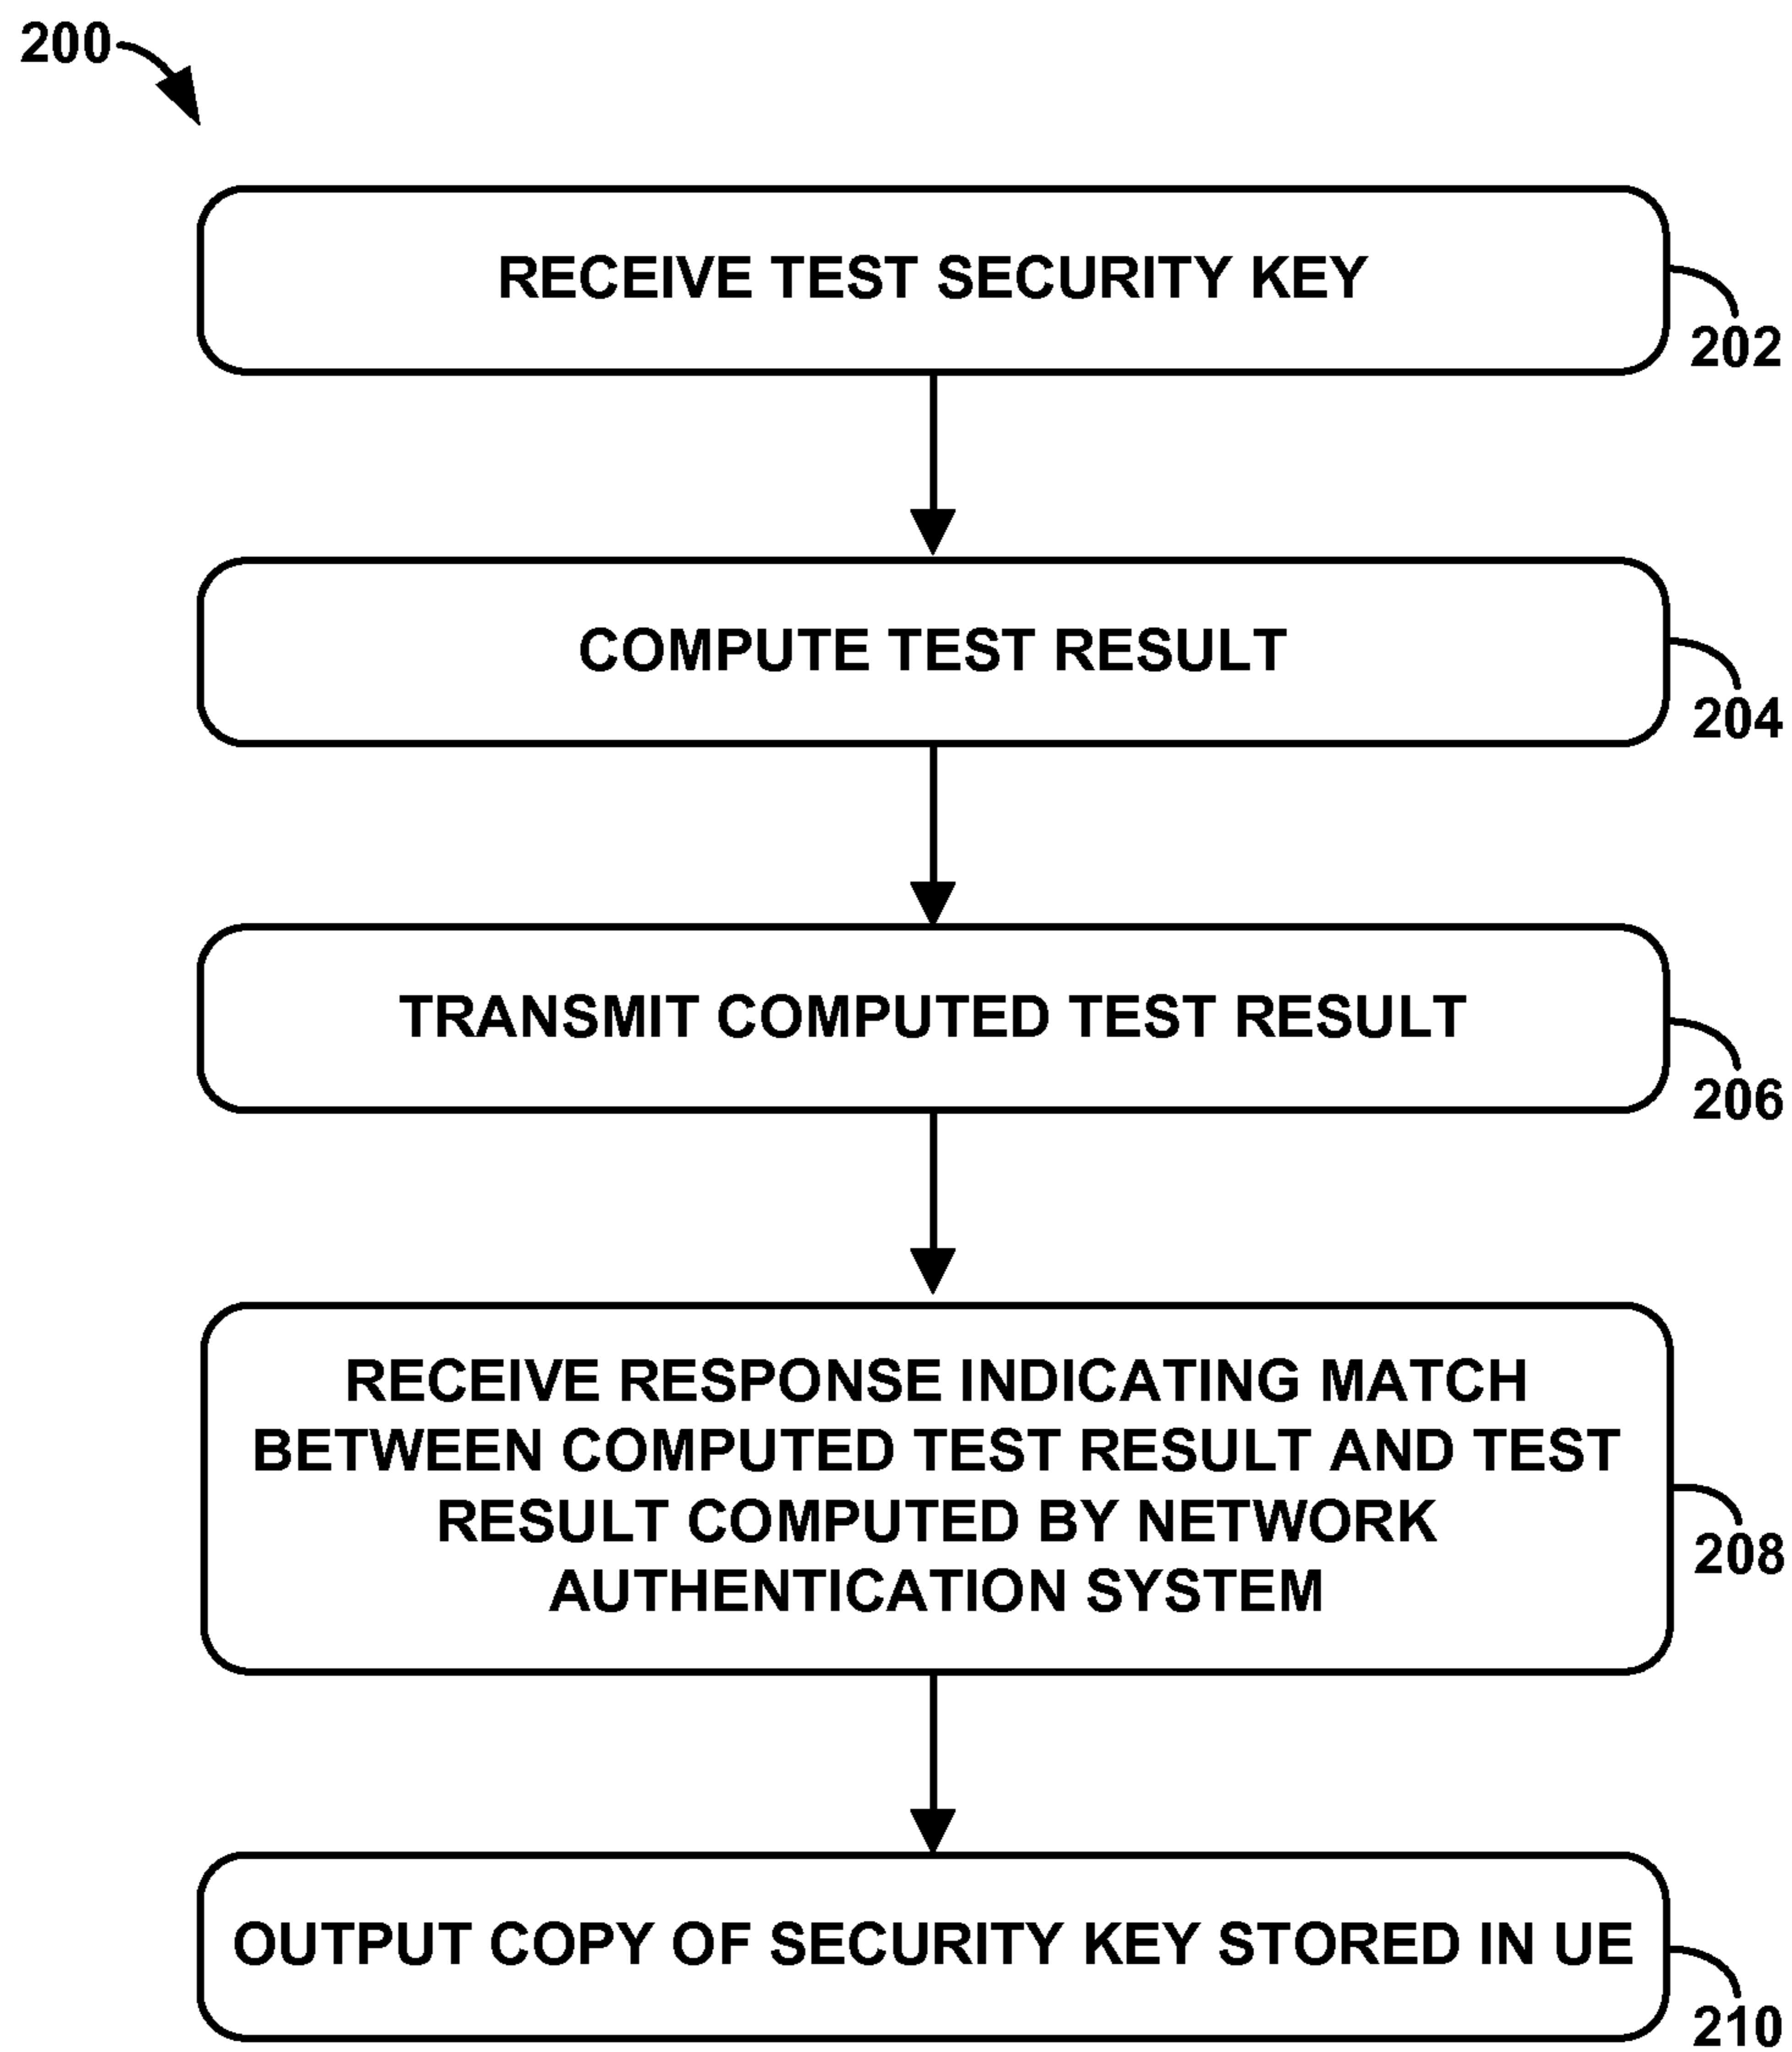 200
RECEIVE TEST SECURITY KEY
202
COMPUTE TEST RESULT
204
TRANSMIT COMPUTED TEST RESULT
206
RECEIVE RESPONSE INDICATING MATCH
BETWEEN COMPUTED TEST RESULT AND TEST
RESULT COMPUTED BY NETWORK
AUTHENTICATION SYSTEM
208
OUTPUT COPY OF SECURITY KEY STORED IN UE
210